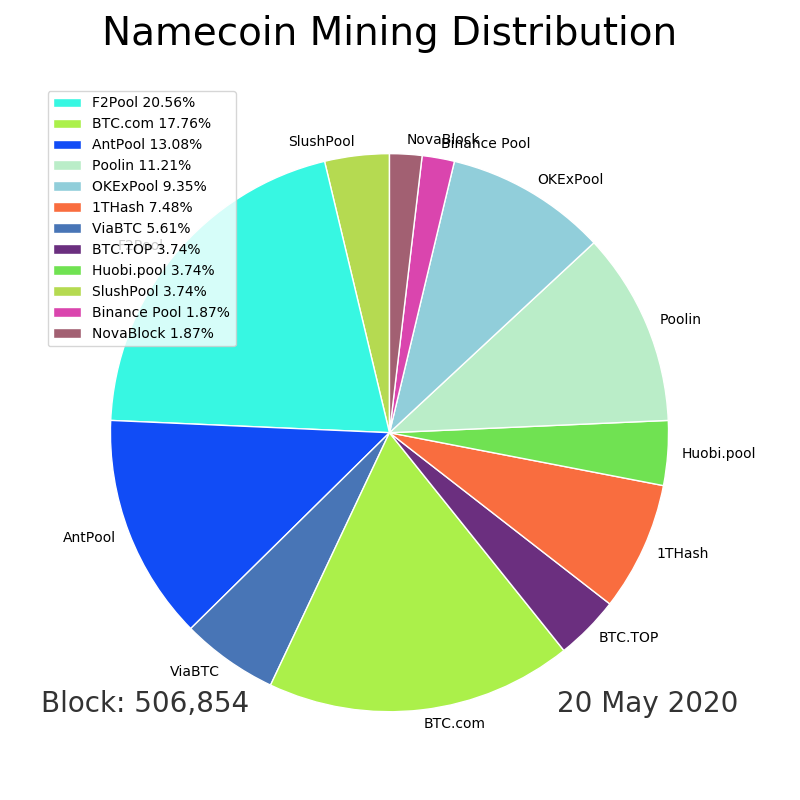 Namecoin Mining Distribution
F2Pool 20.56%
BTC.com 17.76%
AntPool 13.08%
Poolin 11.21%
OKExPool 9.35%
1THash 7.48%
ViaBTC 5.61%
BTC.TOP 3.74%
Huobi.pool 3.74%
SlushPool 3.74%
Binance Pool 1.87%
NovaBlock 1.87%
SlushPool
NovaBlock
Binance Pool
OKExPool
F2Pool
Poolin
Huobi.pool
AntPool
1THash
BTC.TOP
ViaBTC
BTC.com
Block: 506,854
20 May 2020